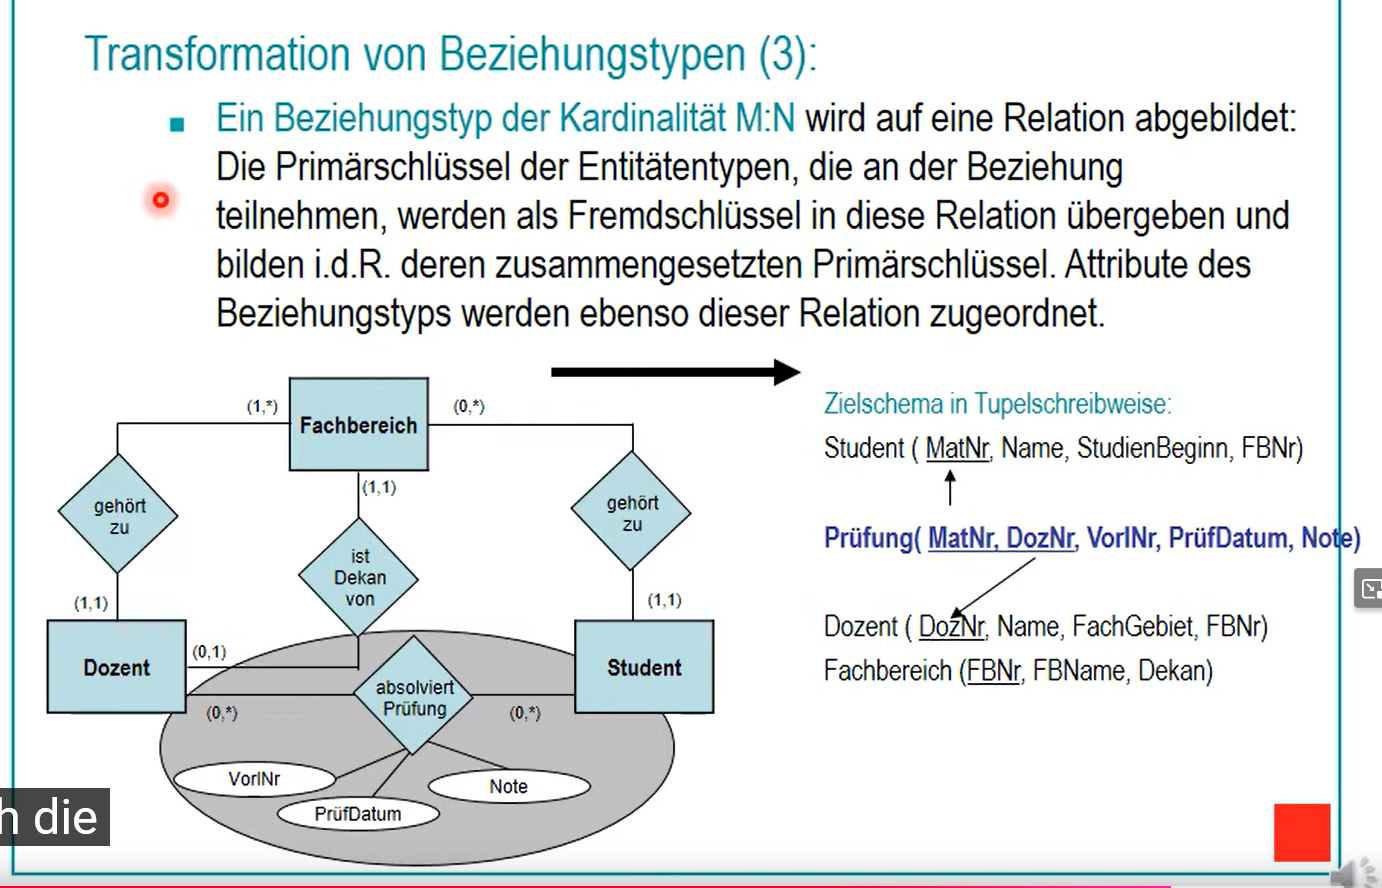 Transformation von Beziehungstypen (3):
Ein Beziehungstyp der Kardinalität M:N wird auf eine Relation abgebildet:
Die Primärschlüssel der Entitätentypen, die an der Beziehung
teilnehmen, werden als Fremdschlüssel in diese Relation übergeben und
bilden i.d.R. deren zusammengesetzten Primärschlüssel. Attribute des
Beziehungstyps werden ebenso dieser Relation zugeordnet.
(1,*)
Fachbereich
(0,*)
(1,1)
gehört
zu
ist
Dekan
von
gehört
zu
(1,1)
(1,1)
Dozent
(0,1)
absolviert
Prüfung
Student
(0,*)
(0,*)
VorlNr
PrüfDatum
Note
Zielschema in Tupelschreibweise:
Student ( MatNr, Name, StudienBeginn, FBNr)
Prüfung( MatNr, DozNr, VorlNr, PrüfDatum, Note)
Dozent ( DozNr, Name, FachGebiet, FBNr)
Fachbereich (FBNr, FBName, Dekan)
h die